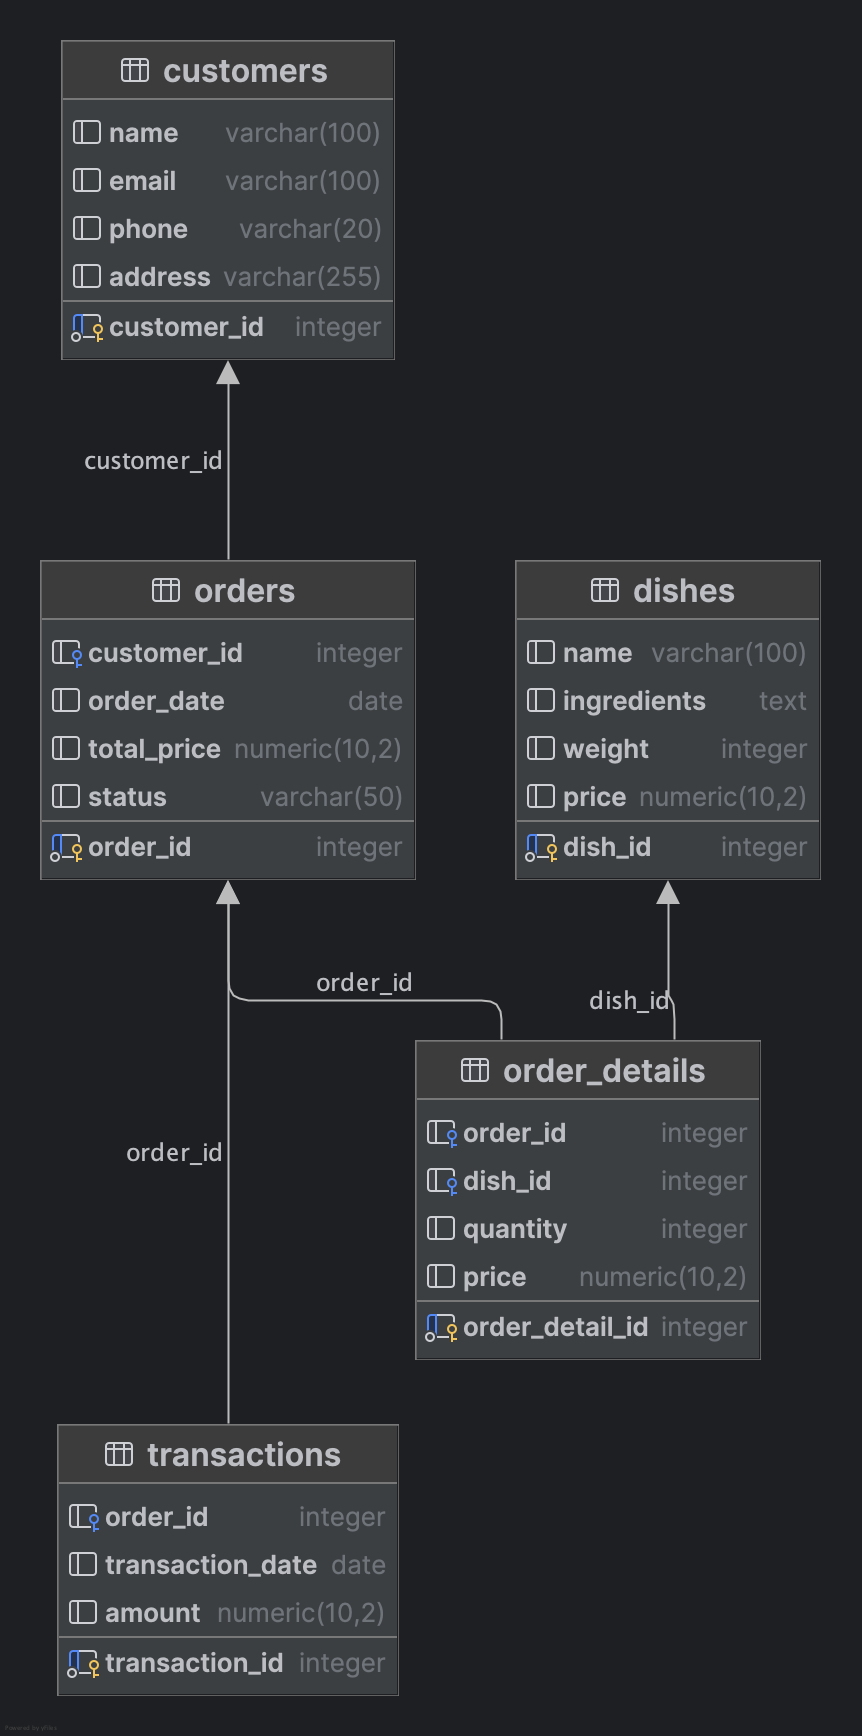 customers
name varchar(100)
email varchar(100)
phone varchar(20)
address varchar(255)
customer_id integer
customer_id
orders
customer_id integer
order_date date
total_price numeric(10,2)
status varchar(50)
order_id integer
dishes
name varchar(100)
ingredients text
weight integer
price numeric(10,2)
dish_id integer
order_id
dish_id
order_details
order_id integer
dish_id integer
quantity integer
price numeric(10,2)
order_detail_id integer
order_id
transactions
order_id integer
transaction_date date
amount numeric(10,2)
transaction_id integer
Powered by yFiles